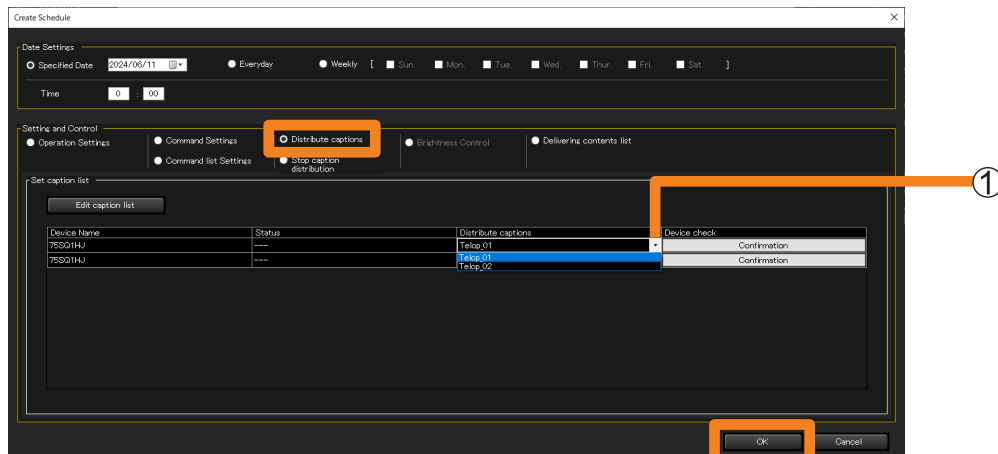 Create Schedule
Date Settings
Specified Date 2024/06/11 Everyday Weekly [ Sun. Mon. Tue. Wed. Thur. Fri. Sat. ]
Time 0 : 00
Setting and Control
Operation Settings Command Settings Distribute captions Brightness Control Delivering contents list
Command list Settings Stop caption
distribution
Set caption list
Edit caption list
Device Name Status Distribute captions Device check
75SQ1HJ --- Telop_01 Confirmation
75SQ1HJ --- Telop_01 Confirmation
Telop_02
OK Cancel
①